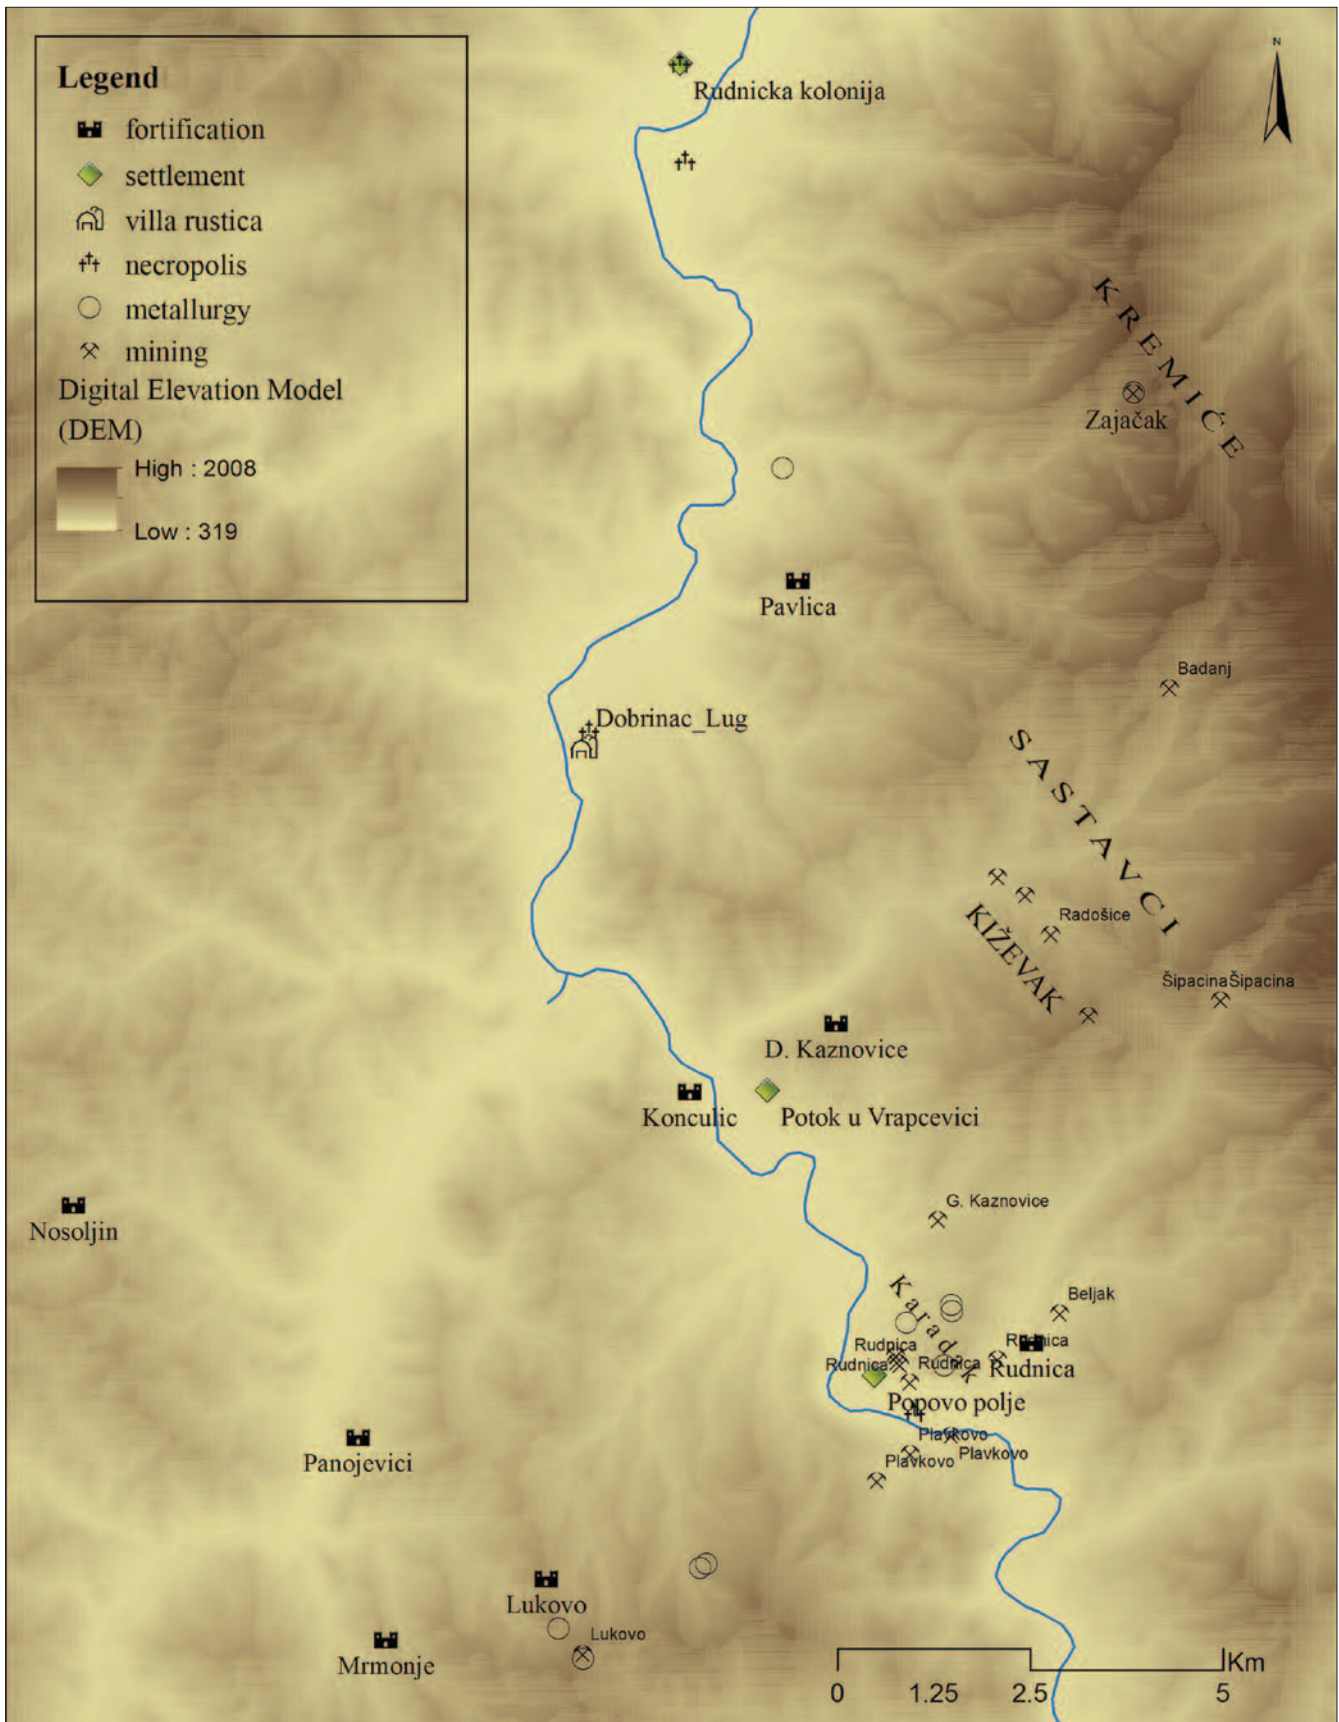 Legend
fortification
settlement
villa rustica
necropolis
metallurgy
mining
Digital Elevation Model
(DEM)
High : 2008
Low : 319
N
Rudnicka kolonija
KREMIĆE
Zajačak
Pavlica
Badanj
Dobrinac_Lug
SASTAVCI
Radošice
KIŽEVAK
ŠipacinaŠipacina
D. Kaznovice
Konculic
Potok u Vrapcevici
G. Kaznovice
Nosoljin
Beljak
Karadak
Rudnica
Rudnica
Rudnica
Rudnica
Rudnica
Popovo polje
Plavkovo
Plavkovo
Plavkovo
Panojevici
Lukovo
Lukovo
Mrmonje
Km
0 1.25 2.5 5